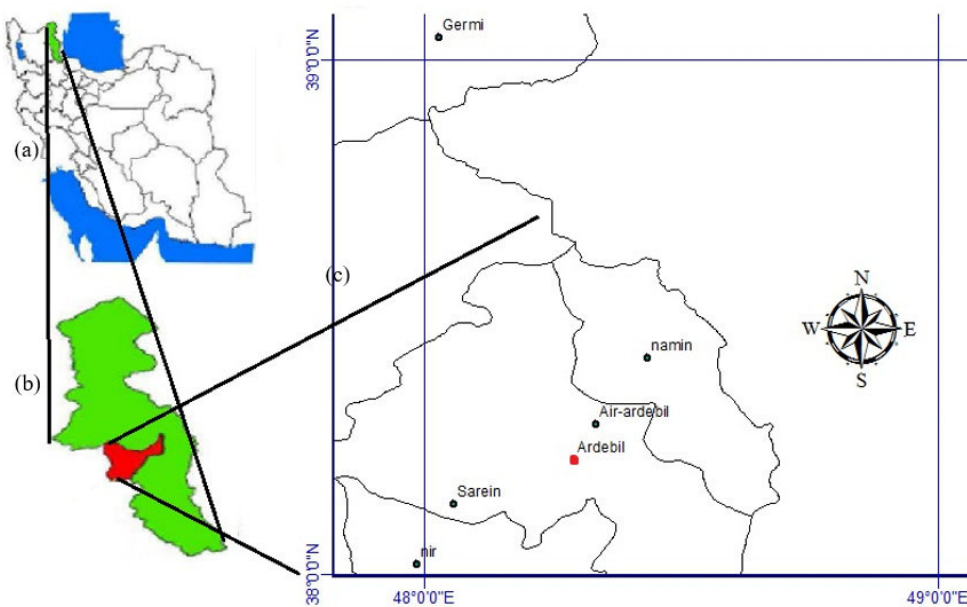 (a)
(b)
(c)
Germi
39°0'0"N
N
W
E
S
namin
Air-ardebil
Ardebil
Sarein
nir
38°0'0"N
48°0'0"E
49°0'0"E